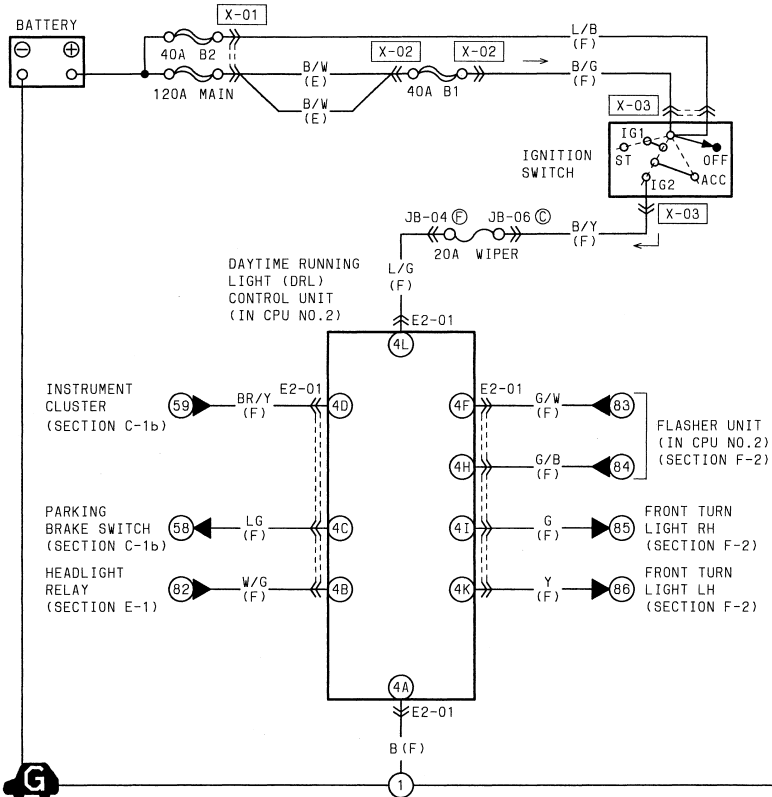 BATTERY
X-01
L/B
(F)
40A B2
B/W
(E)
X-02
X-02
B/G
(F)
120A MAIN
B/W
(E)
40A B1
X-03
IGNITION
SWITCH
IG1
ST
OFF
IG2
ACC
X-03
JB-04 F
JB-06 C
B/Y
(F)
20A WIPER
L/G
(F)
DAYTIME RUNNING
LIGHT (DRL)
CONTROL UNIT
(IN CPU NO.2)
E2-01
4L
INSTRUMENT
CLUSTER
(SECTION C-1b)
59
BR/Y
(F)
E2-01
4D
4F
E2-01
G/W
(F)
83
4H
G/B
(F)
84
FLASHER UNIT
(IN CPU NO.2)
(SECTION F-2)
PARKING
BRAKE SWITCH
(SECTION C-1b)
58
LG
(F)
4C
4I
G
(F)
85
FRONT TURN
LIGHT RH
(SECTION F-2)
HEADLIGHT
RELAY
(SECTION E-1)
82
W/G
(F)
4B
4K
Y
(F)
86
FRONT TURN
LIGHT LH
(SECTION F-2)
4A
E2-01
B(F)
G
1